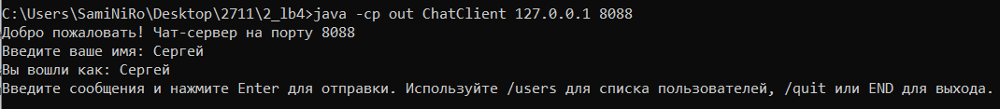 C:\Users\SamiNiRo\Desktop\2711\2_lb4>java -cp out ChatClient 127.0.0.1 8088
Добро пожаловать! Чат-сервер на порту 8088
Введите ваше имя: Сергей
Вы вошли как: Сергей
Введите сообщения и нажмите Enter для отправки. Используйте /users для списка пользователей, /quit или END для выхода.